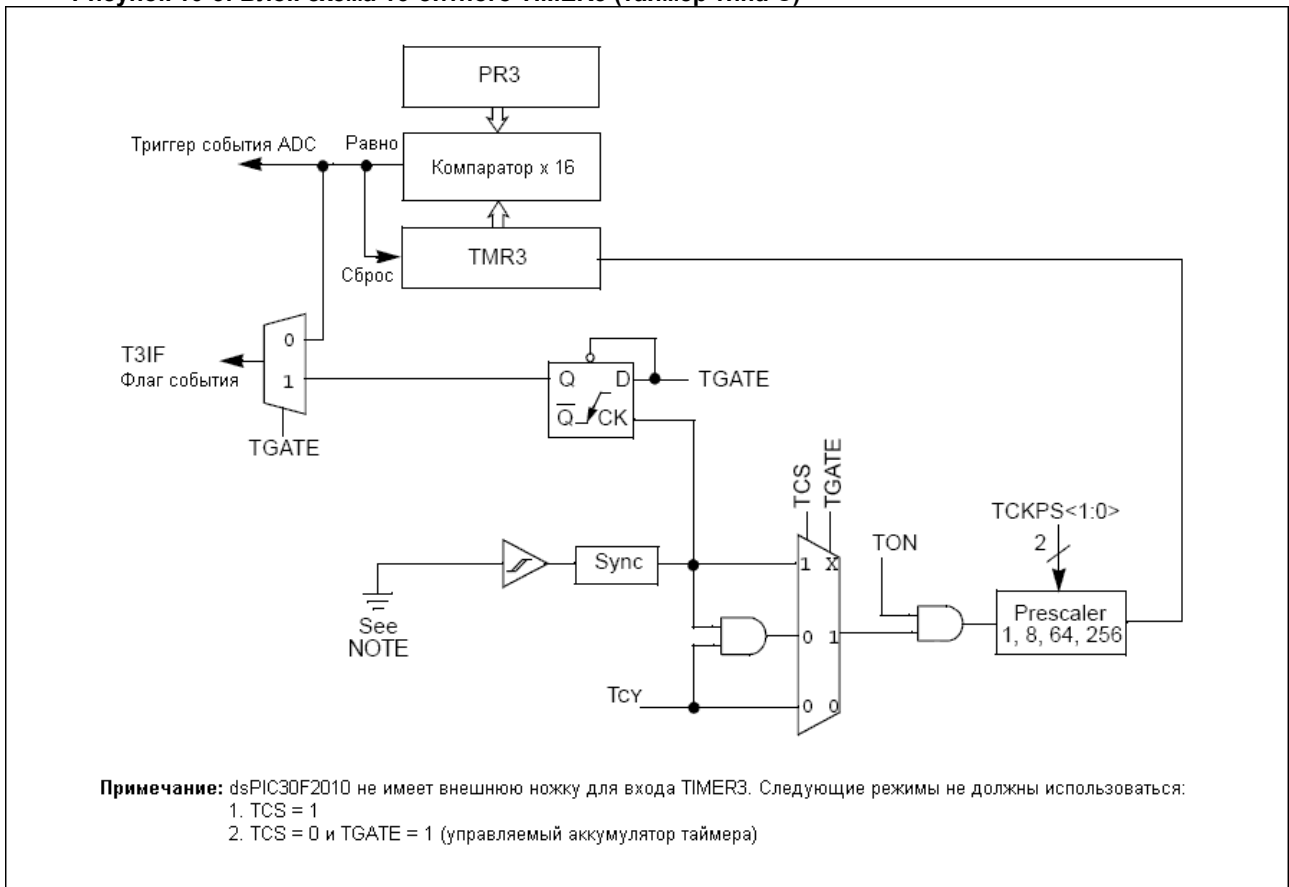 PR3
Триггер события ADC
Равно
Компаратор x 16
TMR3
Сброс
0
T3IF
Флаг события
1
TGATE
Q D
Q CK
TGATE
TCS
TGATE
TCKPS<1:0>
2
TON
Sync
1 X
See
NOTE
0 1
Prescaler
1, 8, 64, 256
TCY
0 0
Примечание: dsPIC30F2010 не имеет внешнюю ножку для входа TIMER3. Следующие режимы не должны использоваться:
1. TCS = 1
2. TCS = 0 и TGATE = 1 (управляемый аккумулятор таймера)